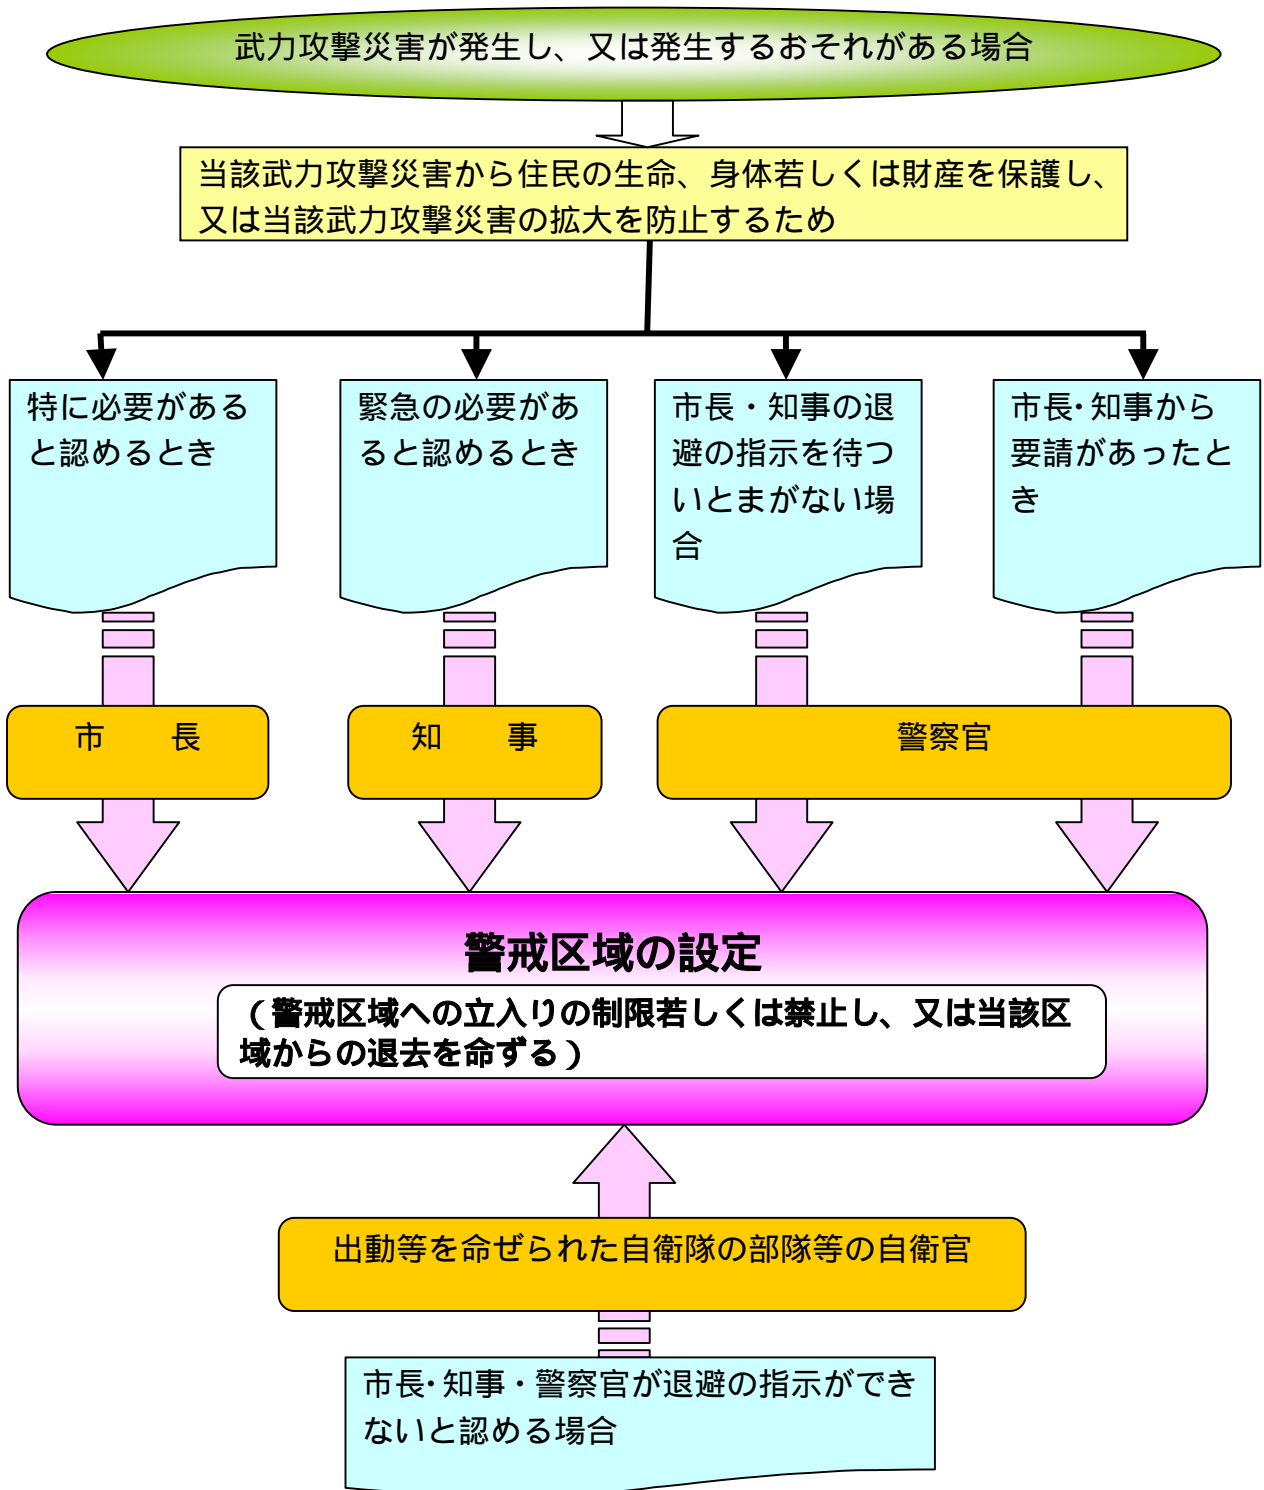 武力攻撃災害が発生し、又は発生するおそれがある場合
当該武力攻撃災害から住民の生命、身体若しくは財産を保護し、
又は当該武力攻撃災害の拡大を防止するため
特に必要がある
と認めるとき
緊急の必要があ
ると認めるとき
市長・知事の退
避の指示を待つ
いとまがない場
合
市長・知事から
要請があったと
き
市　　長
知　　事
警察官
警戒区域の設定
（警戒区域への立入りの制限若しくは禁止し、又は当該区
域からの退去を命ずる）
出動等を命ぜられた自衛隊の部隊等の自衛官
市長・知事・警察官が退避の指示ができ
ないと認める場合